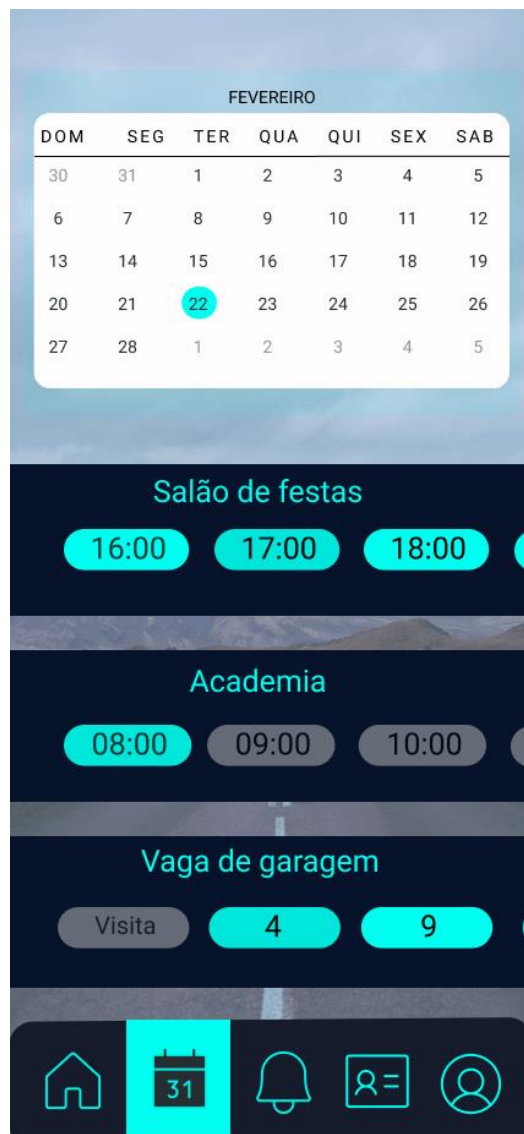 FEVEREIRO
DOM SEG TER QUA QUI SEX SAB
30 31 1 2 3 4 5
6 7 8 9 10 11 12
13 14 15 16 17 18 19
20 21 22 23 24 25 26
27 28 1 2 3 4 5
Salão de festas
16:00 17:00 18:00
Academia
08:00 09:00 10:00
Vaga de garagem
Visita 4 9
31